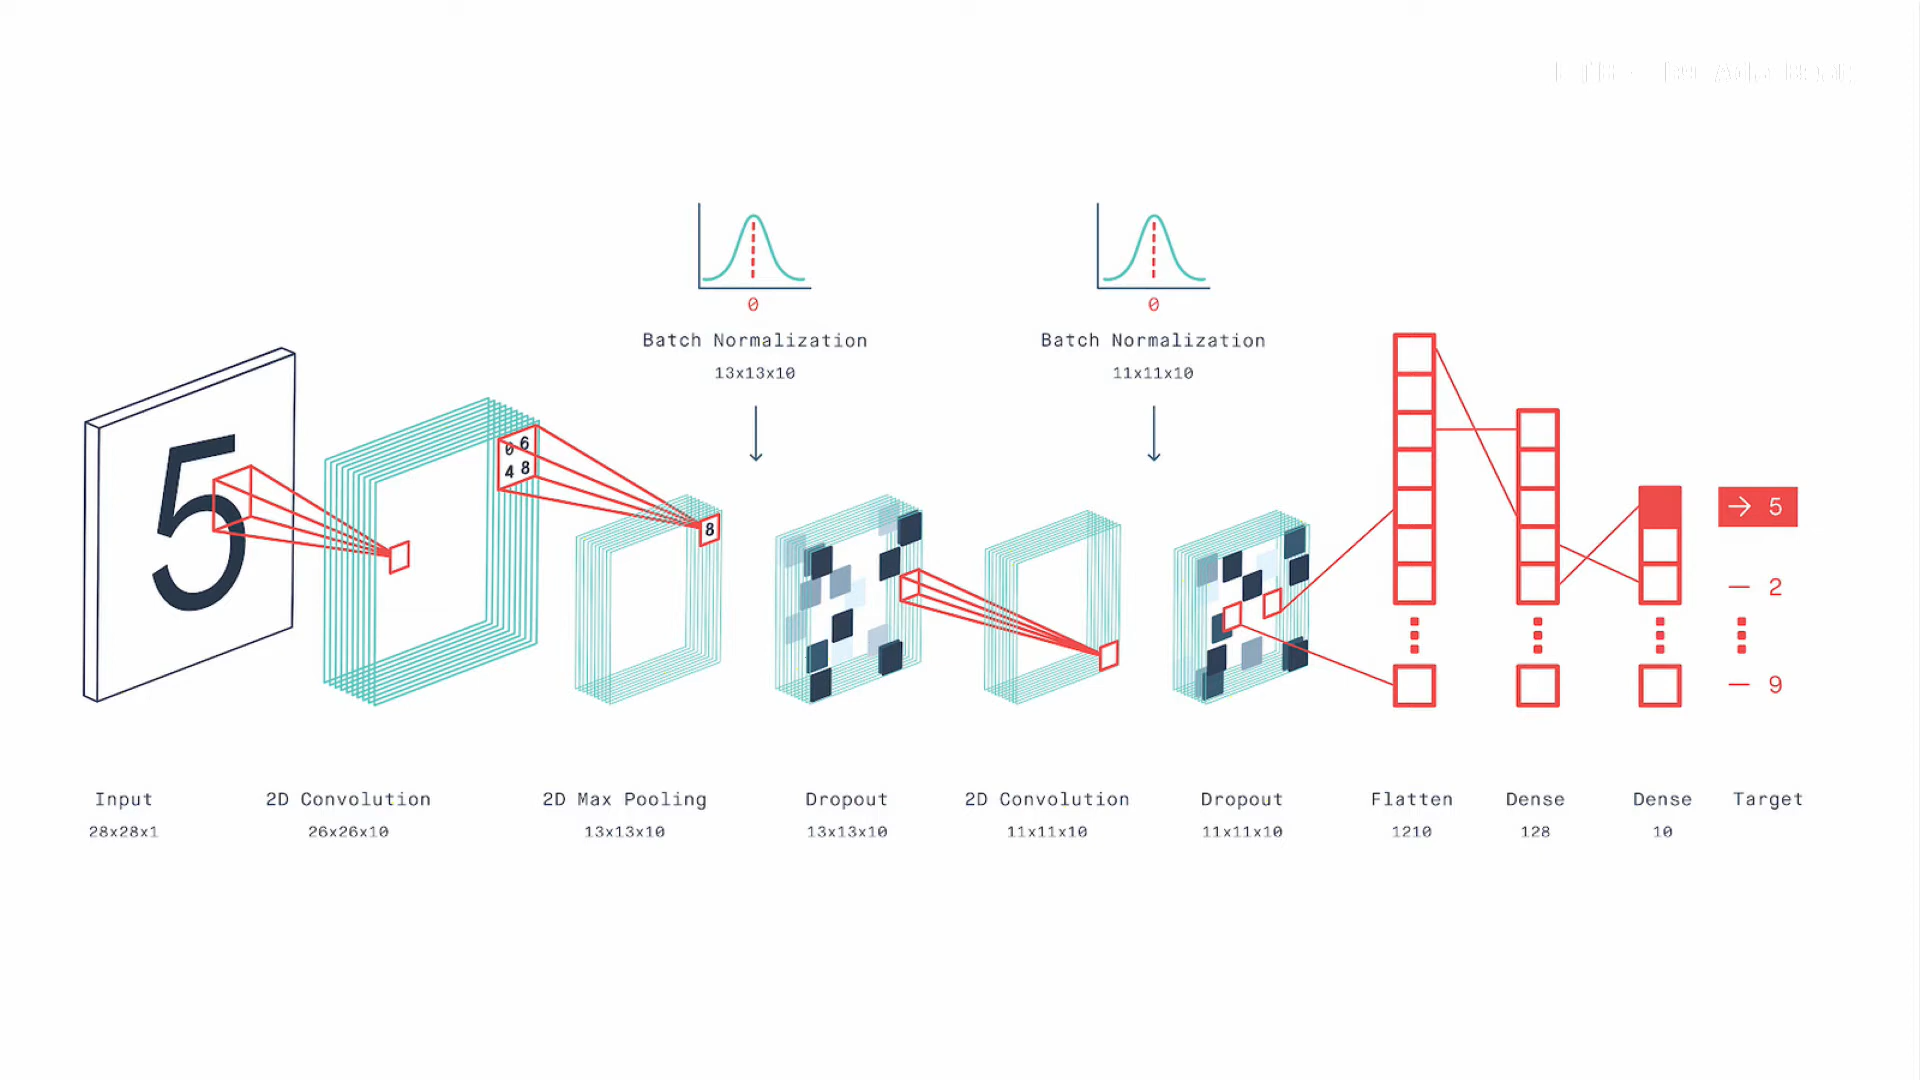 0
0
Batch Normalization
13x13x10
Batch Normalization
11x11x10
5
0 6
4 8
8
→ 5
— 2
— 9
Input
28x28x1
2D Convolution
26x26x10
2D Max Pooling
13x13x10
Dropout
13x13x10
2D Convolution
11x11x10
Dropout
11x11x10
Flatten
1210
Dense
128
Dense
10
Target